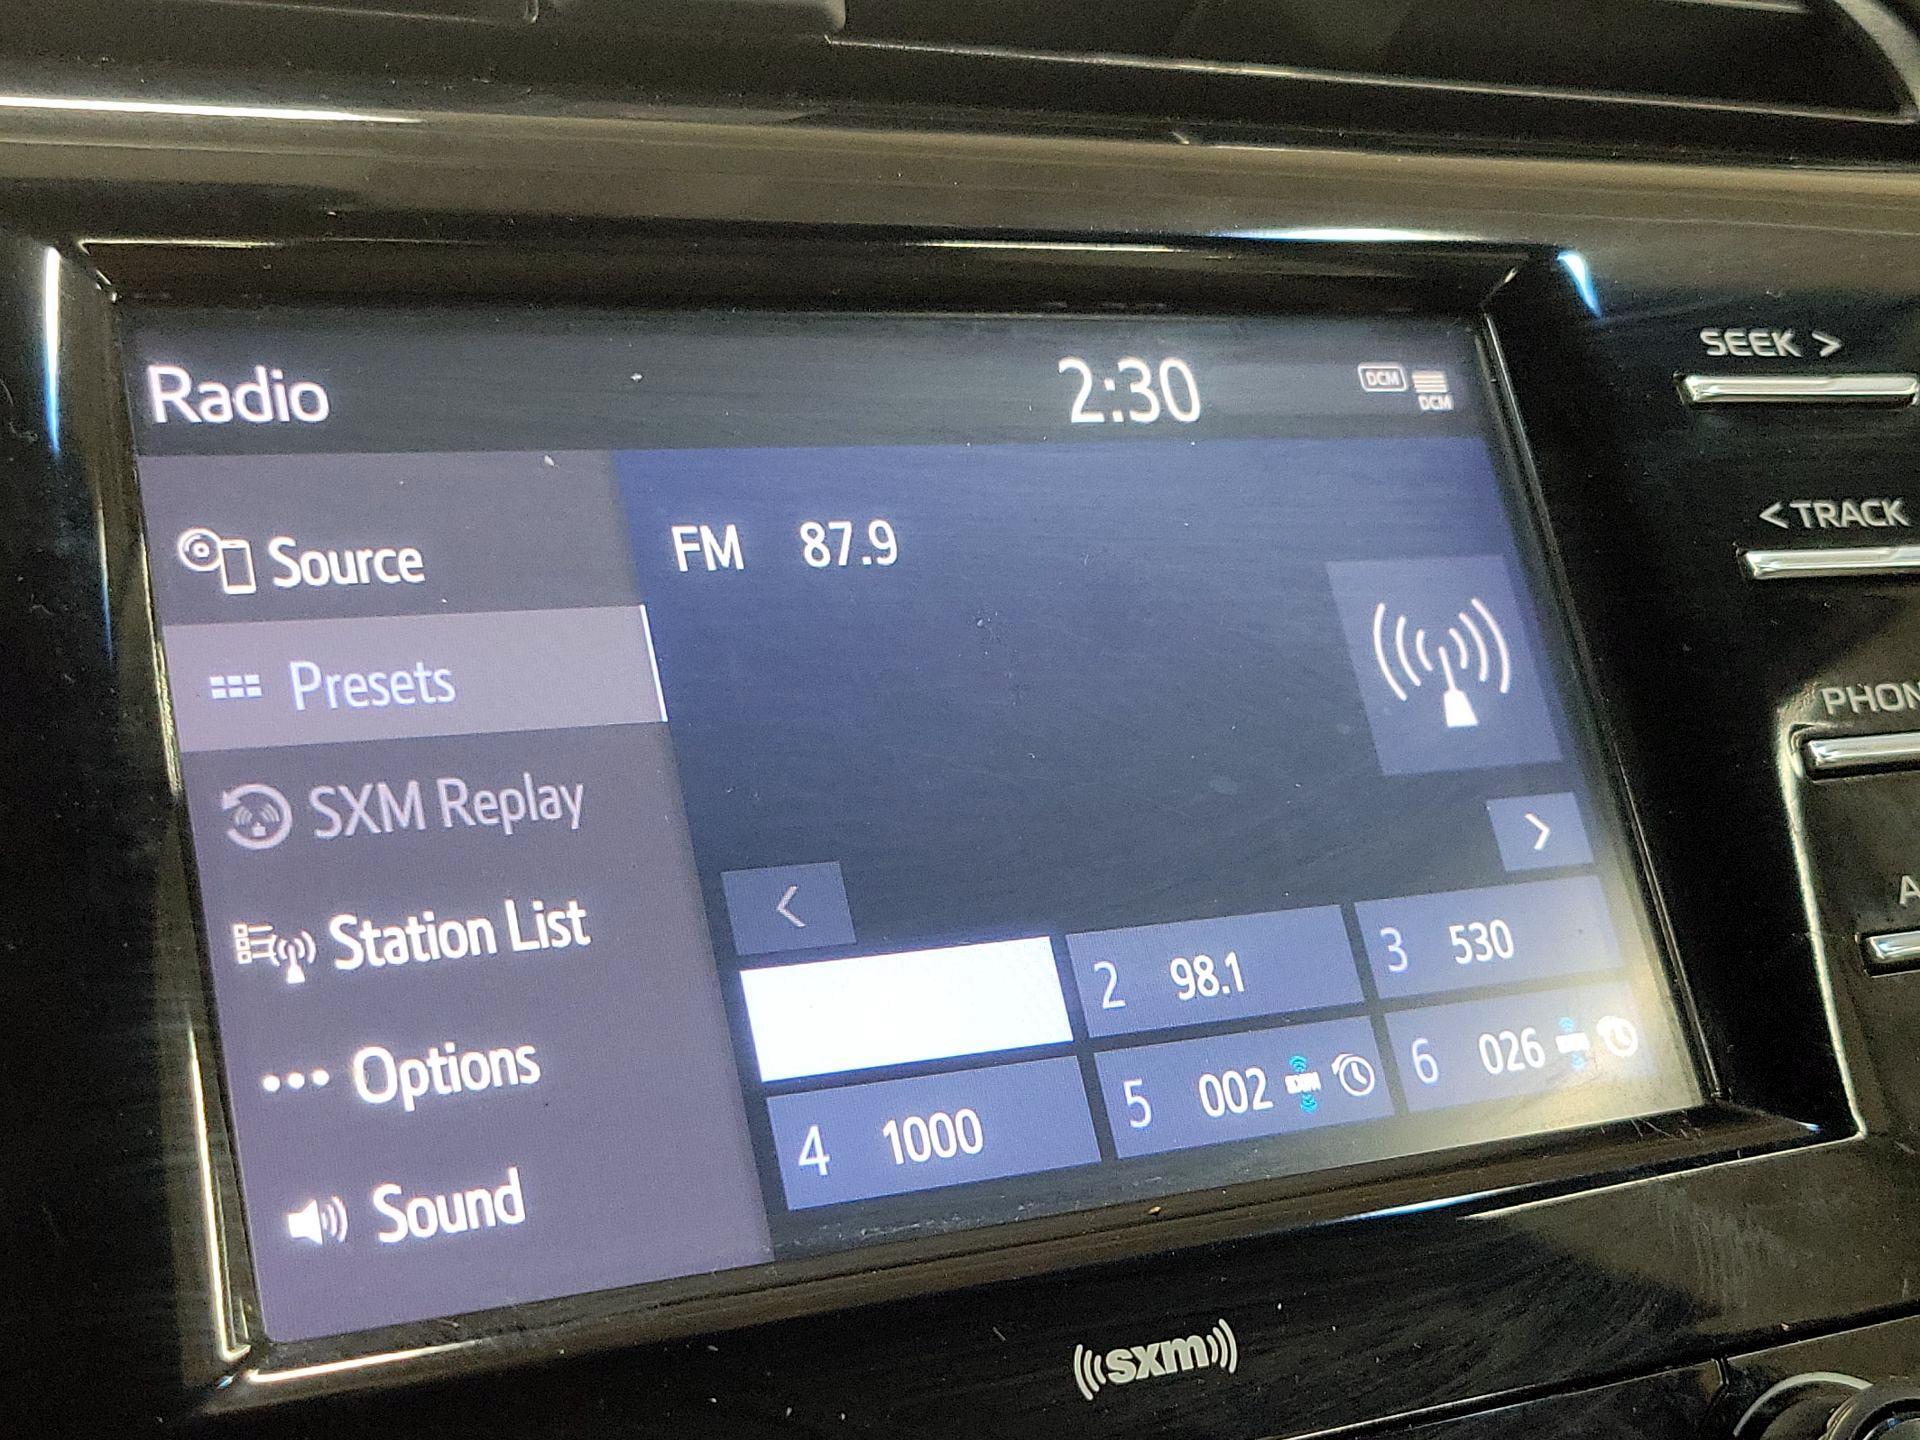 Radio
2:30
DCM
DCM
Source
Presets
SXM Replay
Station List
Options
Sound
FM 87.9
<
>
2 98.1
3 530
4 1000
5 002 SXM
6 026
SEEK >
< TRACK
PHON
A
((sxm))